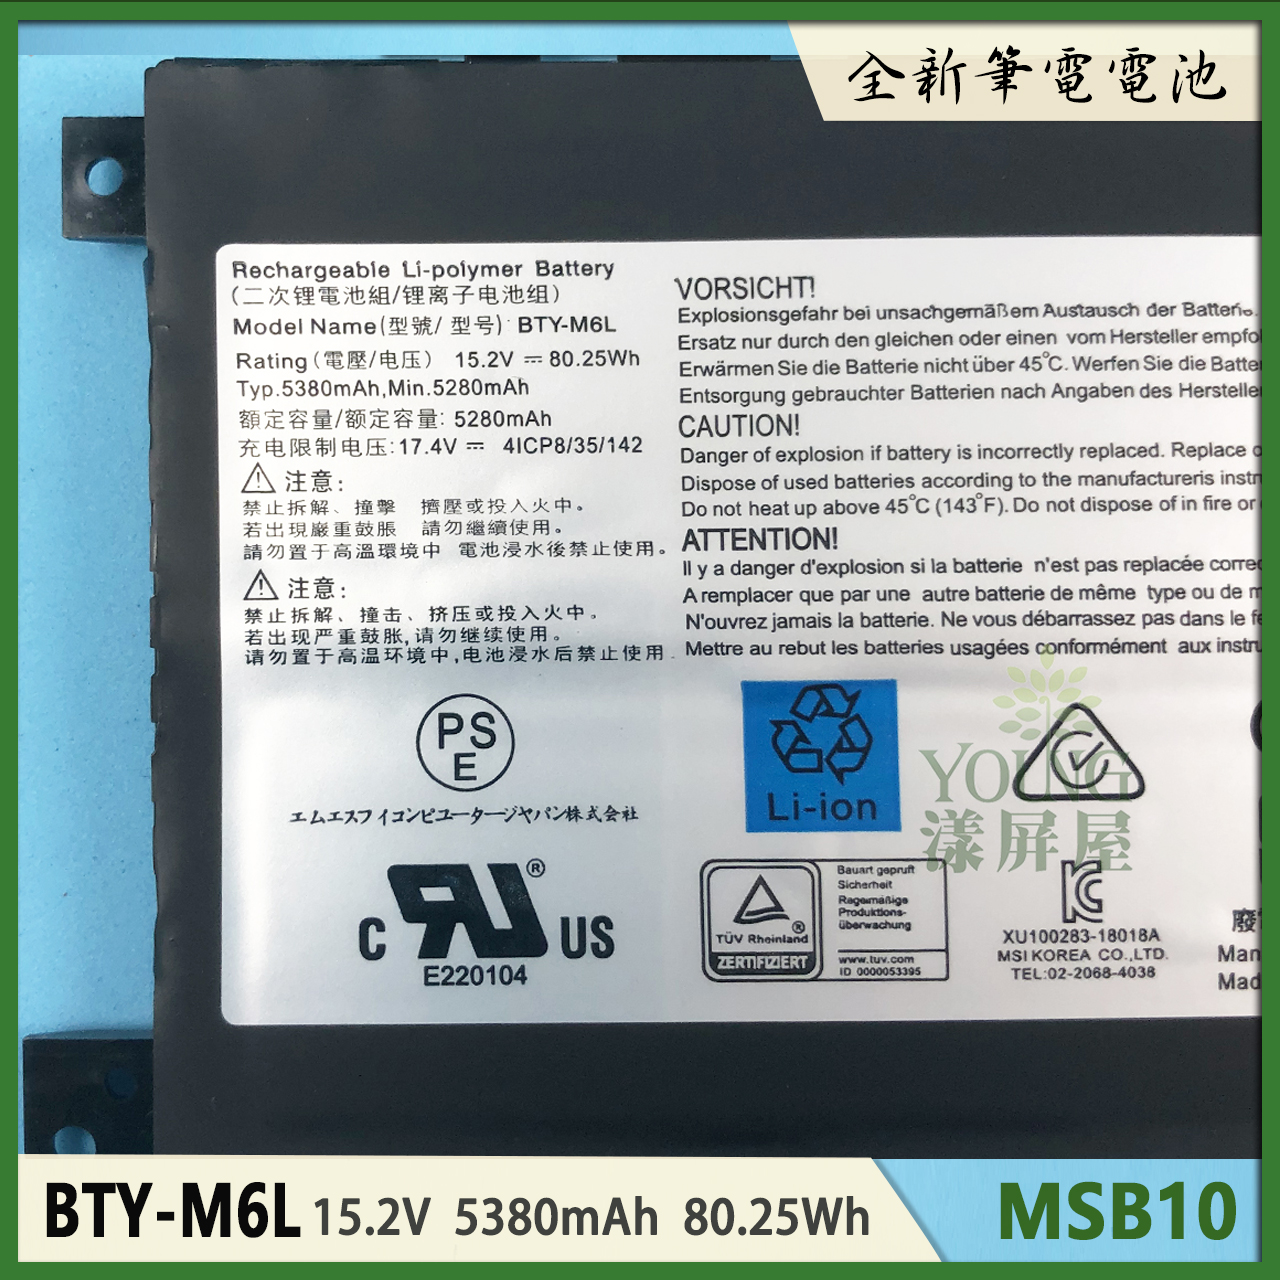 全新筆電電池
Rechargeable Li-polymer Battery
(二次锂電池組/锂离子电池组)
Model Name(型號/ 型号): BTY-M6L
Rating(電壓/电压) 15.2V ⎓ 80.25Wh
Typ.5380mAh,Min.5280mAh
額定容量/额定容量: 5280mAh
充电限制电压:17.4V ⎓ 4ICP8/35/142
注意:
禁止拆解、撞擊 擠壓或投入火中。
若出現嚴重鼓脹 請勿繼續使用。
請勿置于高溫環境中 電池浸水後禁止使用。
注意:
禁止拆解、撞击、挤压或投入火中。
若出现严重鼓胀,请勿继续使用。
请勿置于高温环境中,电池浸水后禁止使用.
VORSICHT!
Explosionsgefahr bei unsachgemäßem Austausch der Batterie.
Ersatz nur durch den gleichen oder einen vom Hersteller empfo
Erwärmen Sie die Batterie nicht über 45°C. Werfen Sie die Batte
Entsorgung gebrauchter Batterien nach Angaben des Herstelle
CAUTION!
Danger of explosion if battery is incorrectly replaced. Replace o
Dispose of used batteries according to the manufactureris instr
Do not heat up above 45°C (143°F). Do not dispose of in fire or
ATTENTION!
Il y a danger d'explosion si la batterie n'est pas replacée corre
A remplacer que par une autre batterie de même type ou de m
N'ouvrez jamais la batterie. Ne vous débarrassez pas dans le fe
Mettre au rebut les batteries usagées conformément aux instru
PS
E
エムエスアイコンピュータージャパン株式会社
C RU ® US
E220104
Li-ion
YOUNG
漾屏屋
TÜV Rheinland ®
ZERTIFIZIERT
Bauart gepruft
Sicherheit
Regemäßige
Produktions-
überwachung
www.tuv.com
ID 0000053395
XU100283-18018A
MSI KOREA CO.,LTD.
TEL:02-2068-4038
廢
Man
Mad
BTY-M6L 15.2V 5380mAh 80.25Wh
MSB10